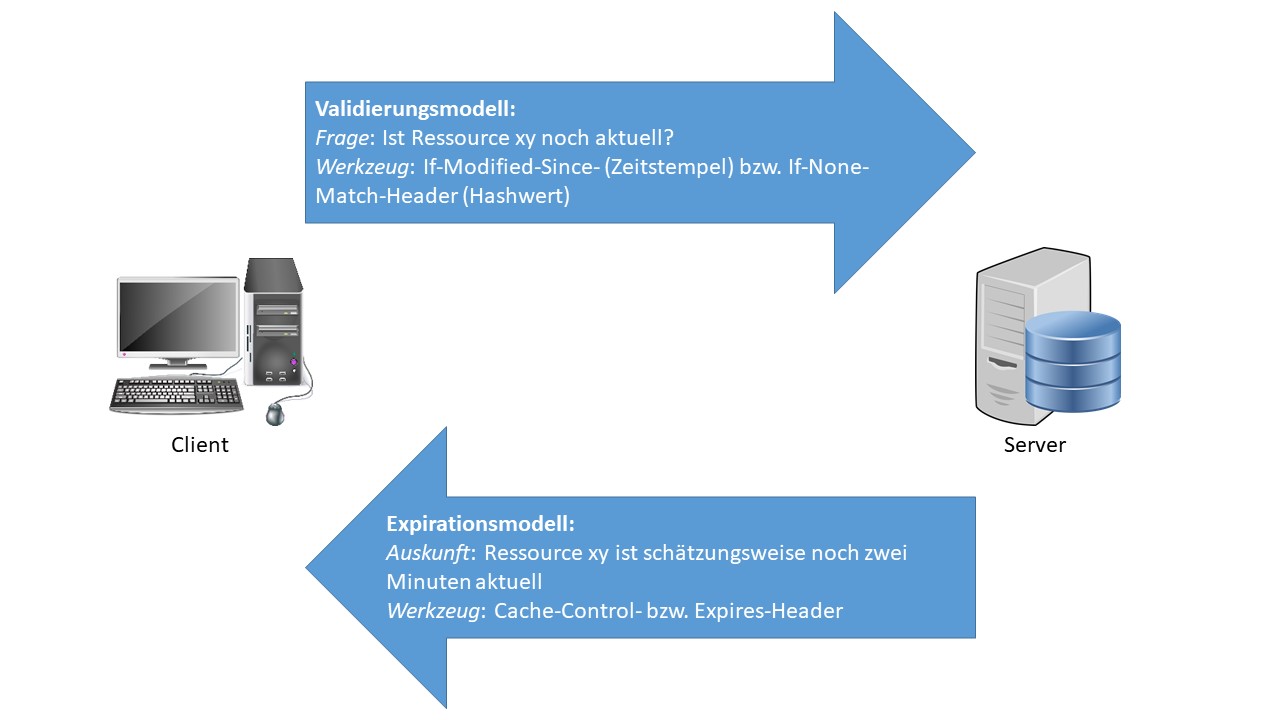 Validierungsmodell:
Frage: Ist Ressource xy noch aktuell?
Werkzeug: If-Modified-Since- (Zeitstempel) bzw. If-None-
Match-Header (Hashwert)
Client
Server
Expirationsmodell:
Auskunft: Ressource xy ist schätzungsweise noch zwei
Minuten aktuell
Werkzeug: Cache-Control- bzw. Expires-Header